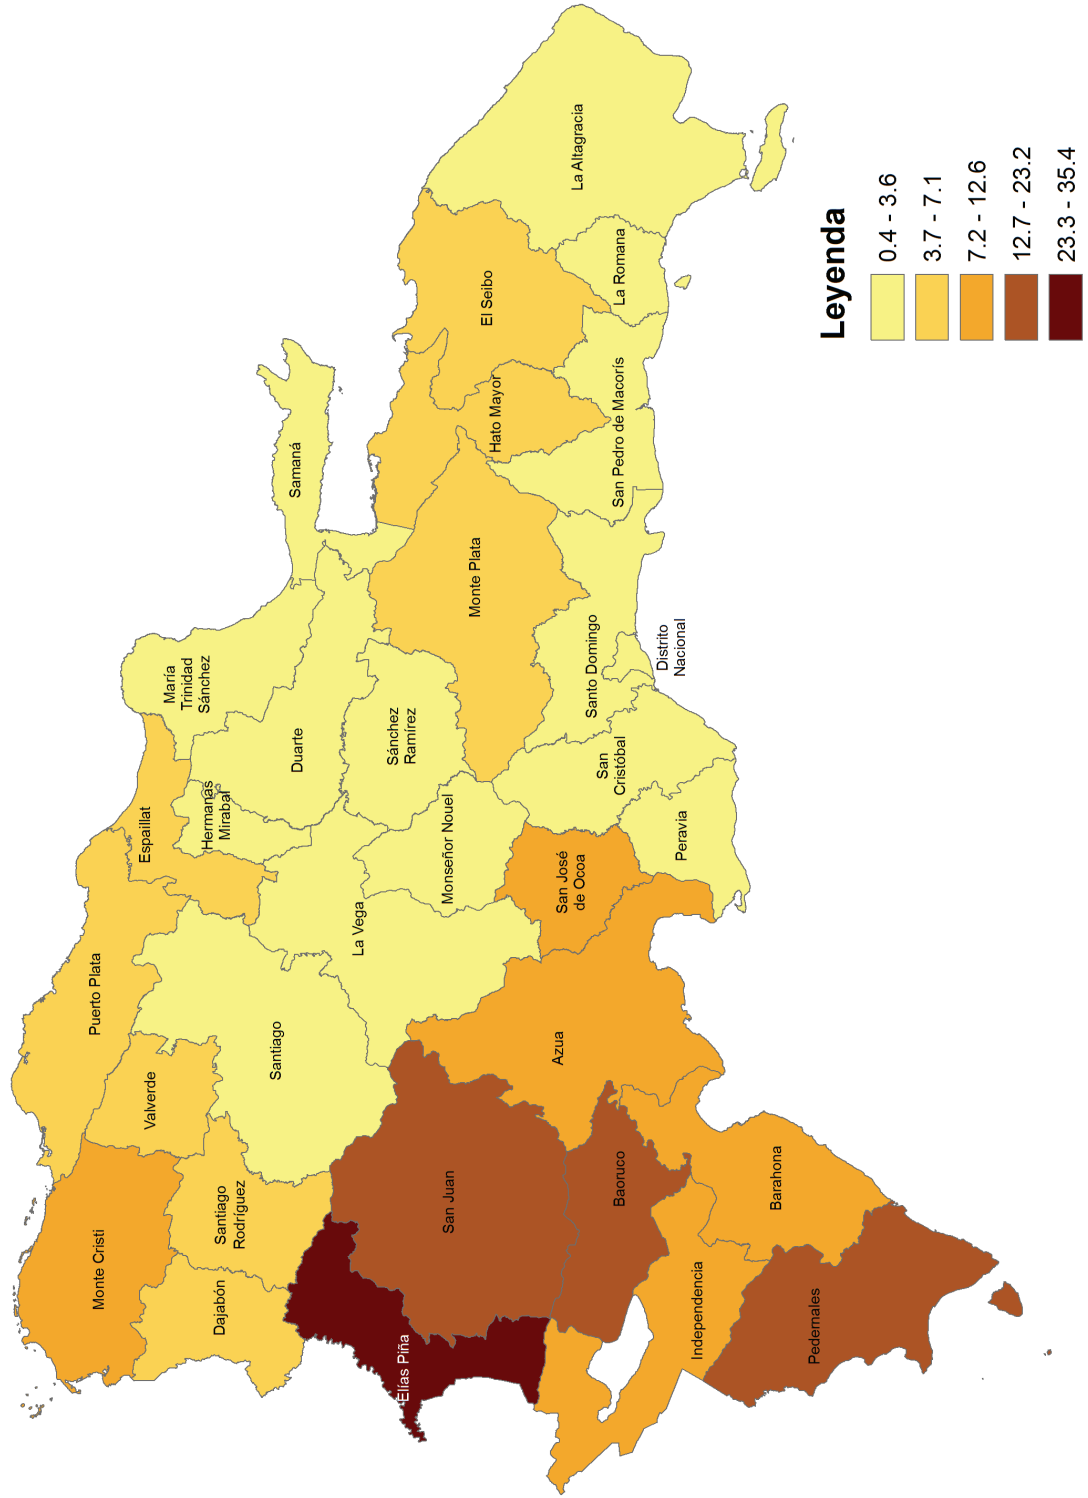 Puerto Plata
Espaillat
María
Trinidad
Sánchez
Monte Cristi
Valverde
Hermanas
Mirabal
Samaná
Santiago
Rodríguez
Dajabón
Santiago
Duarte
La Vega
Sánchez
Ramírez
Elías Piña
San Juan
Monseñor Nouel
Monte Plata
Hato Mayor
El Seibo
La Altagracia
Azua
San José
de Ocoa
San
Cristóbal
Santo Domingo
San Pedro de Macorís
La Romana
Baoruco
Peravia
Distrito
Nacional
Independencia
Barahona
Pedernales
Leyenda
0.4 - 3.6
3.7 - 7.1
7.2 - 12.6
12.7 - 23.2
23.3 - 35.4